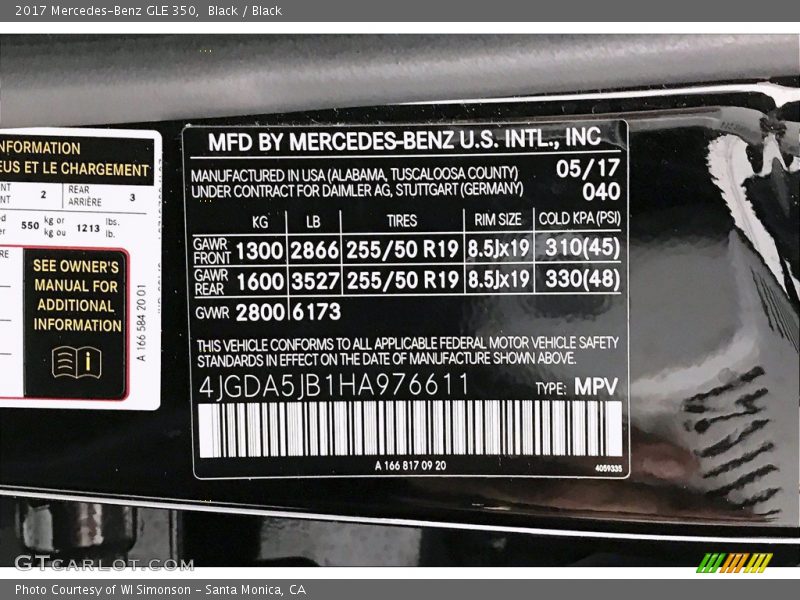 2017 Mercedes-Benz GLE 350,  Black / Black
NFORMATION
EUS ET LE CHARGEMENT
NT 2 REAR ARRIÈRE 3
550 kg or kg ou 1213 lbs. lb.
SEE OWNER'S
MANUAL FOR
ADDITIONAL
INFORMATION
i
A 166 584 20 01
MFD BY MERCEDES-BENZ U.S. INTL., INC
MANUFACTURED IN USA (ALABAMA, TUSCALOOSA COUNTY) 05/17
UNDER CONTRACT FOR DAIMLER AG, STUTTGART (GERMANY) 040
KG LB TIRES RIM SIZE COLD KPA (PSI)
GAWR FRONT 1300 2866 255/50 R19 8.5Jx19 310(45)
GAWR REAR 1600 3527 255/50 R19 8.5Jx19 330(48)
GVWR 2800 6173
THIS VEHICLE CONFORMS TO ALL APPLICABLE FEDERAL MOTOR VEHICLE SAFETY
STANDARDS IN EFFECT ON THE DATE OF MANUFACTURE SHOWN ABOVE.
4JGDA5JB1HA976611 TYPE: MPV
A 166 817 09 20 4059335
GTCARLOT.COM
Photo Courtesy of WI Simonson - Santa Monica, CA